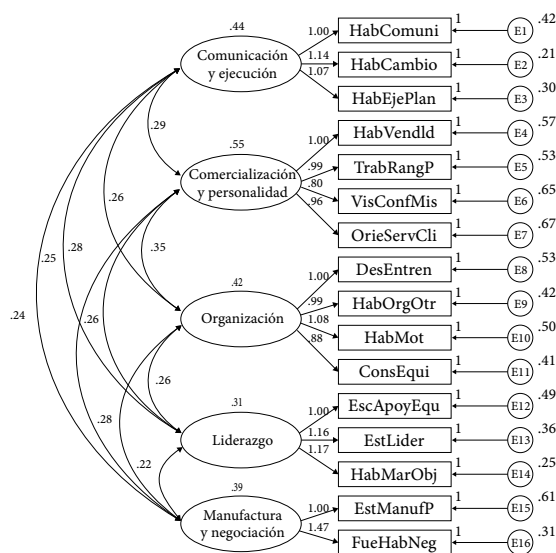 .44
Comunicación
y ejecución
1.00
1.14
1.07
HabComuni
1
E1
.42
HabCambio
1
E2
.21
HabEjePlan
1
E3
.30
.29
.55
Comercialización
y personalidad
1.00
.99
.80
.96
HabVendId
1
E4
.57
TrabRangP
1
E5
.53
VisConfMis
1
E6
.65
OrieServCli
1
E7
.67
.26
.28
.25
.35
.24
.26
.42
Organización
1.00
.99
1.08
.88
DesEntren
1
E8
.53
HabOrgOtr
1
E9
.42
HabMot
1
E10
.50
ConsEqui
1
E11
.41
.26
.28
.31
Liderazgo
1.00
1.16
1.17
EscApoyEqu
1
E12
.49
EstLider
1
E13
.36
HabMarObj
1
E14
.25
.22
.39
Manufactura
y negociación
1.00
1.47
EstManufP
1
E15
.61
FueHabNeg
1
E16
.31